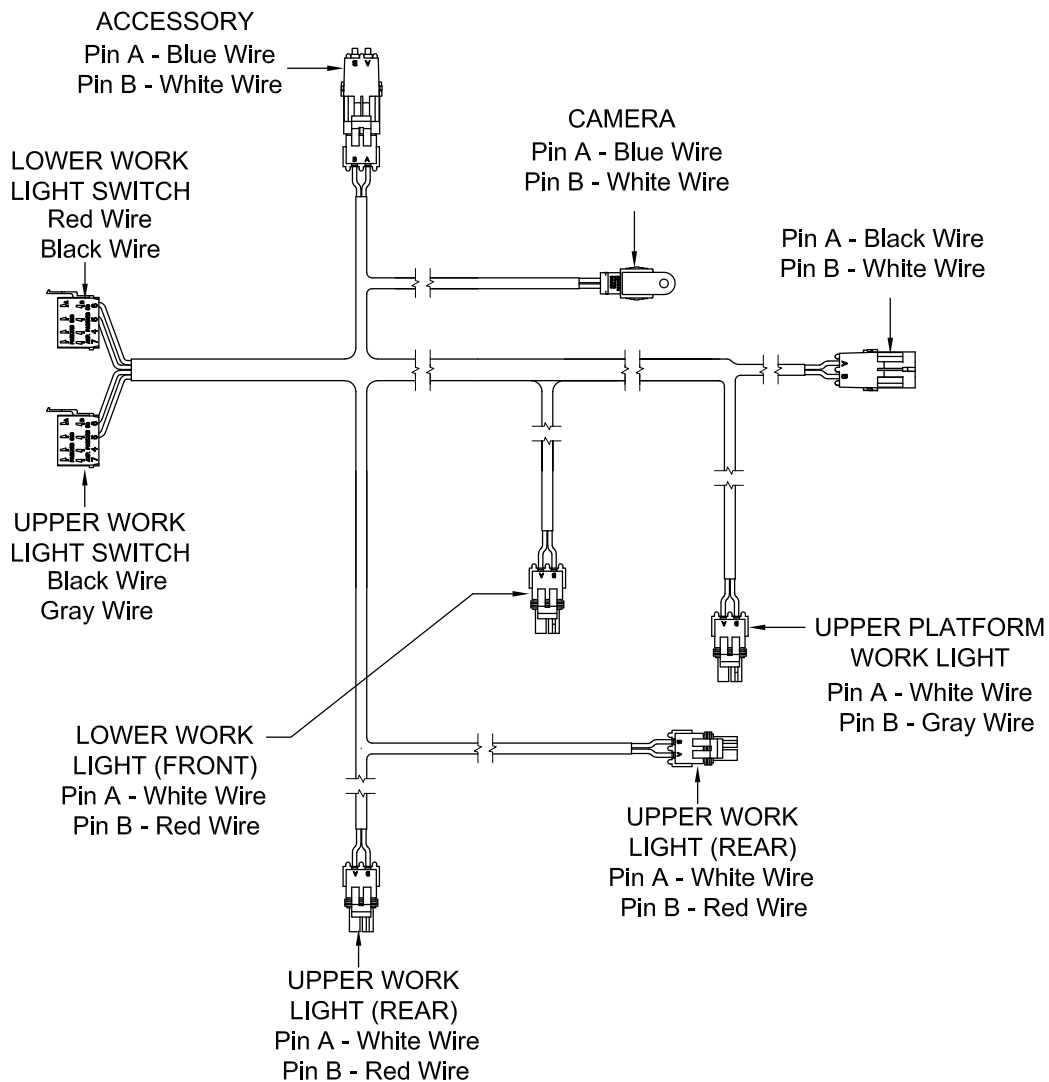 ACCESSORY
Pin A - Blue Wire
Pin B - White Wire
B A
B A
CAMERA
Pin A - Blue Wire
Pin B - White Wire
LOWER WORK
LIGHT SWITCH
Red Wire
Black Wire
Pin A - Black Wire
Pin B - White Wire
A
B
UPPER WORK
LIGHT SWITCH
Black Wire
Gray Wire
A B
A B
UPPER PLATFORM
WORK LIGHT
Pin A - White Wire
Pin B - Gray Wire
LOWER WORK
LIGHT (FRONT)
Pin A - White Wire
Pin B - Red Wire
B
A
UPPER WORK
LIGHT (REAR)
Pin A - White Wire
Pin B - Red Wire
A B
UPPER WORK
LIGHT (REAR)
Pin A - White Wire
Pin B - Red Wire